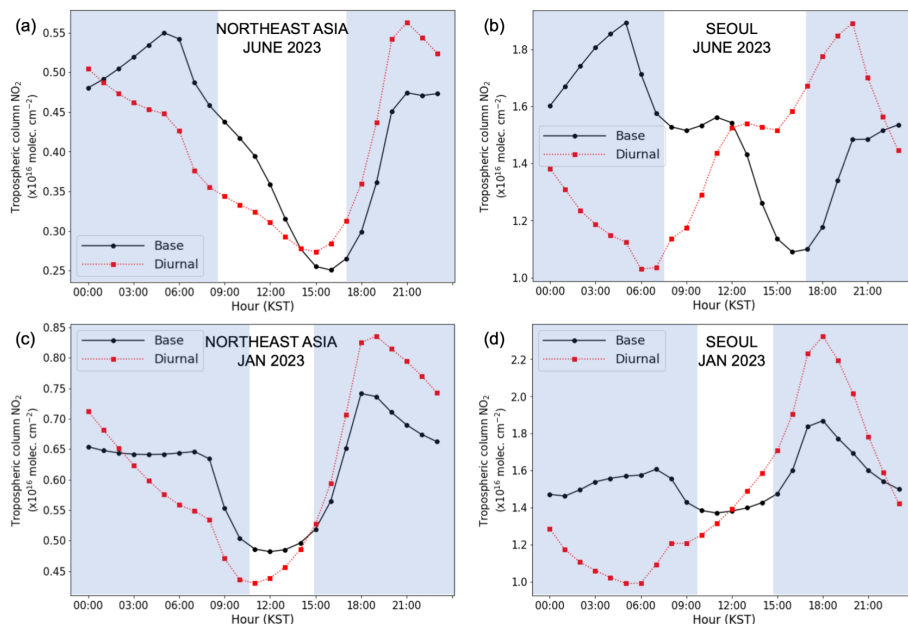 (a)
NORTHEAST ASIA
JUNE 2023
Tropospheric column NO2
(x10^16 molec. cm^-2)
0.55
0.50
0.45
0.40
0.35
0.30
0.25
Base
Diurnal
00:00 03:00 06:00 09:00 12:00 15:00 18:00 21:00
Hour (KST)
(b)
SEOUL
JUNE 2023
Tropospheric column NO2
(x10^16 molec. cm^-2)
1.8
1.6
1.4
1.2
1.0
Base
Diurnal
00:00 03:00 06:00 09:00 12:00 15:00 18:00 21:00
Hour (KST)
(c)
NORTHEAST ASIA
JAN 2023
Tropospheric column NO2
(x10^16 molec. cm^-2)
0.85
0.80
0.75
0.70
0.65
0.60
0.55
0.50
0.45
Base
Diurnal
00:00 03:00 06:00 09:00 12:00 15:00 18:00 21:00
Hour (KST)
(d)
SEOUL
JAN 2023
Tropospheric column NO2
(x10^16 molec. cm^-2)
2.2
2.0
1.8
1.6
1.4
1.2
1.0
Base
Diurnal
00:00 03:00 06:00 09:00 12:00 15:00 18:00 21:00
Hour (KST)